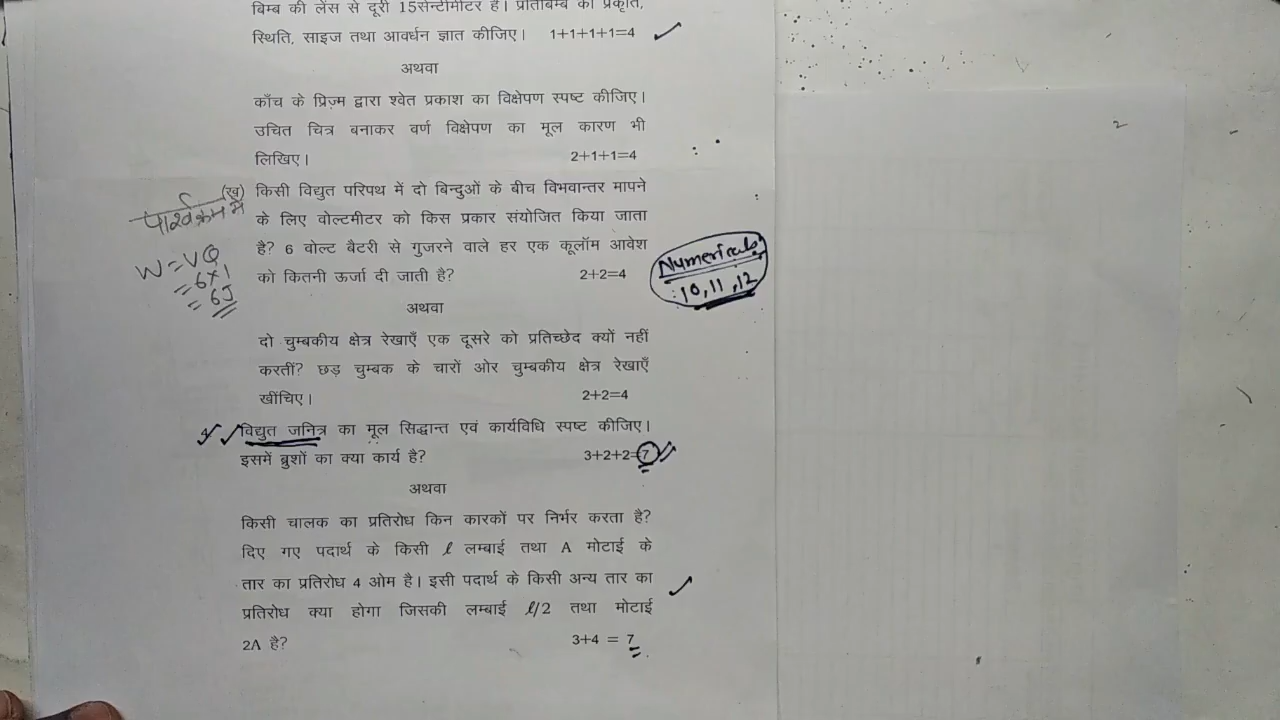 बिम्ब की लेंस से दूरी 15सेन्टीमीटर है। प्रतिबिम्ब की प्रकृति,
स्थिति, साइज तथा आवर्धन ज्ञात कीजिए। 1+1+1+1=4
अथवा
काँच के प्रिज़्म द्वारा श्वेत प्रकाश का विक्षेपण स्पष्ट कीजिए।
उचित चित्र बनाकर वर्ण विक्षेपण का मूल कारण भी
लिखिए। 2+1+1=4
(ख) किसी विद्युत परिपथ में दो बिन्दुओं के बीच विभवान्तर मापने
के लिए वोल्टमीटर को किस प्रकार संयोजित किया जाता
है? 6 वोल्ट बैटरी से गुजरने वाले हर एक कूलॉम आवेश
को कितनी ऊर्जा दी जाती है? 2+2=4
W=VQ
=6x1
=6J
Numericals
:10,11,12
अथवा
दो चुम्बकीय क्षेत्र रेखाएँ एक दूसरे को प्रतिच्छेद क्यों नहीं
करतीं? छड़ चुम्बक के चारों ओर चुम्बकीय क्षेत्र रेखाएँ
खींचिए। 2+2=4
विद्युत जनित्र का मूल सिद्धान्त एवं कार्यविधि स्पष्ट कीजिए।
इसमें ब्रुशों का क्या कार्य है? 3+2+2=7
अथवा
किसी चालक का प्रतिरोध किन कारकों पर निर्भर करता है?
दिए गए पदार्थ के किसी ℓ लम्बाई तथा A मोटाई के
तार का प्रतिरोध 4 ओम है। इसी पदार्थ के किसी अन्य तार का
प्रतिरोध क्या होगा जिसकी लम्बाई ℓ/2 तथा मोटाई
2A है? 3+4 = 7